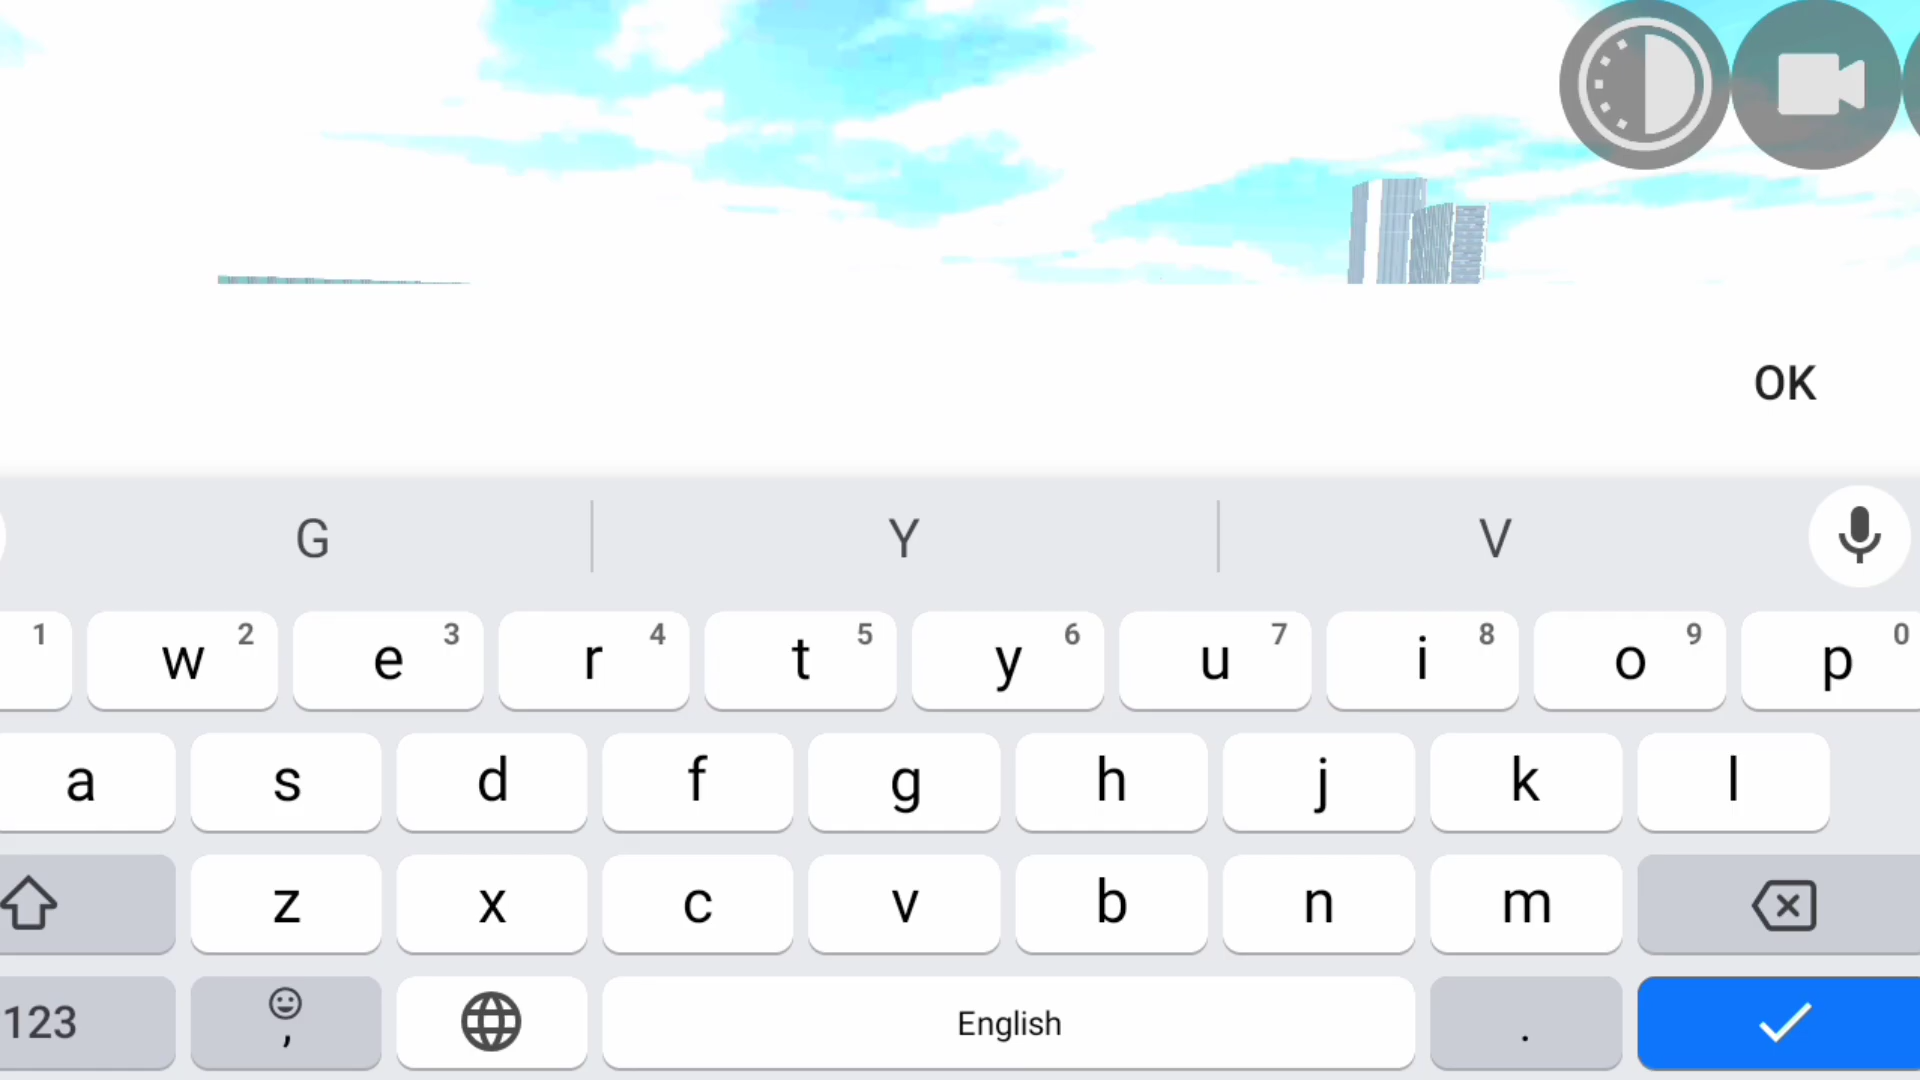 OK
G Y V
1 w 2 e 3 r 4 t 5 y 6 u 7 i 8 o 9 p 0
a s d f g h j k l
z x c v b n m
123 , English .